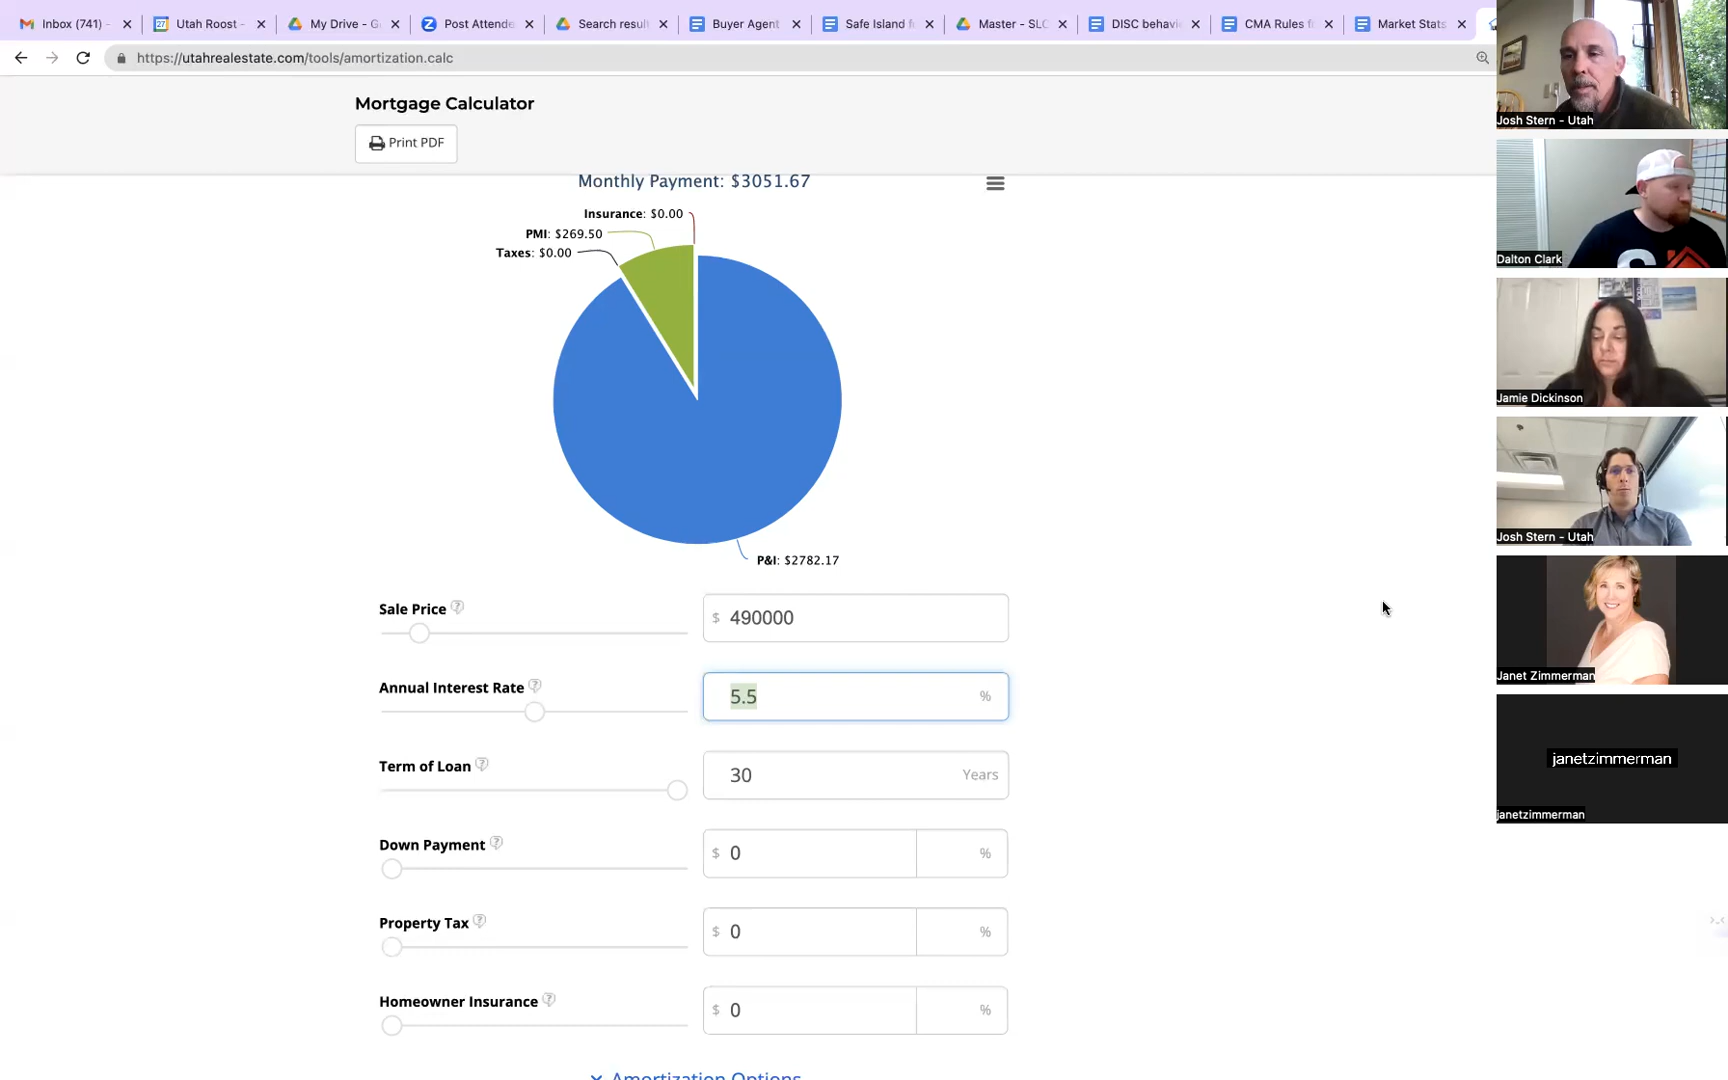 Inbox (741) -
27 Utah Roost -
My Drive - G
Post Attende
Search resul
Buyer Agent
Safe Island f
Master - SLC
DISC behavi
CMA Rules f
Market Stats
https://utahrealestate.com/tools/amortization.calc
Mortgage Calculator
Print PDF
Monthly Payment: $3051.67
Insurance: $0.00
PMI: $269.50
Taxes: $0.00
P&I: $2782.17
Sale Price ?
$ 490000
Annual Interest Rate ?
5.5 %
Term of Loan ?
30 Years
Down Payment ?
$ 0 %
Property Tax ?
$ 0 %
Homeowner Insurance ?
$ 0 %
Amortization Options
Josh Stern - Utah
Dalton Clark
Jamie Dickinson
Josh Stern - Utah
Janet Zimmerman
janetzimmerman
janetzimmerman